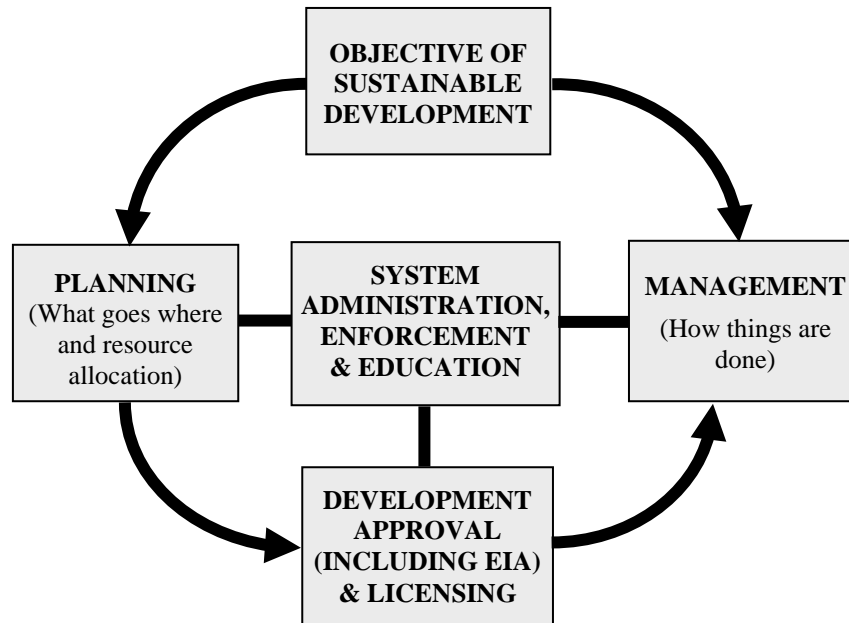 OBJECTIVE OF
SUSTAINABLE
DEVELOPMENT
PLANNING
(What goes where
and resource
allocation)
SYSTEM
ADMINISTRATION,
ENFORCEMENT
& EDUCATION
MANAGEMENT
(How things are
done)
DEVELOPMENT
APPROVAL
(INCLUDING EIA)
& LICENSING